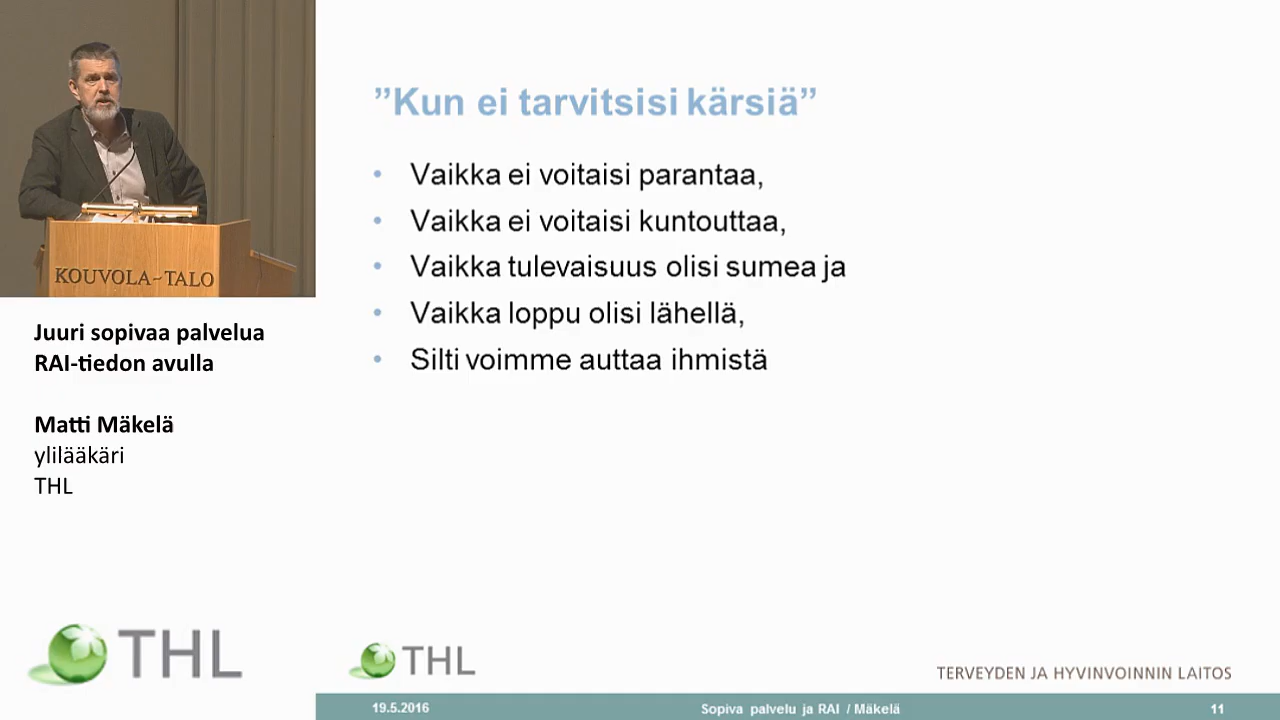 KOUVOLA-TALO
Juuri sopivaa palvelua
RAI-tiedon avulla
Matti Mäkelä
ylilääkäri
THL
THL
”Kun ei tarvitsisi kärsiä”
• Vaikka ei voitaisi parantaa,
• Vaikka ei voitaisi kuntouttaa,
• Vaikka tulevaisuus olisi sumea ja
• Vaikka loppu olisi lähellä,
• Silti voimme auttaa ihmistä
THL
TERVEYDEN JA HYVINVOINNIN LAITOS
19.5.2016 Sopiva palvelu ja RAI / Mäkelä 11